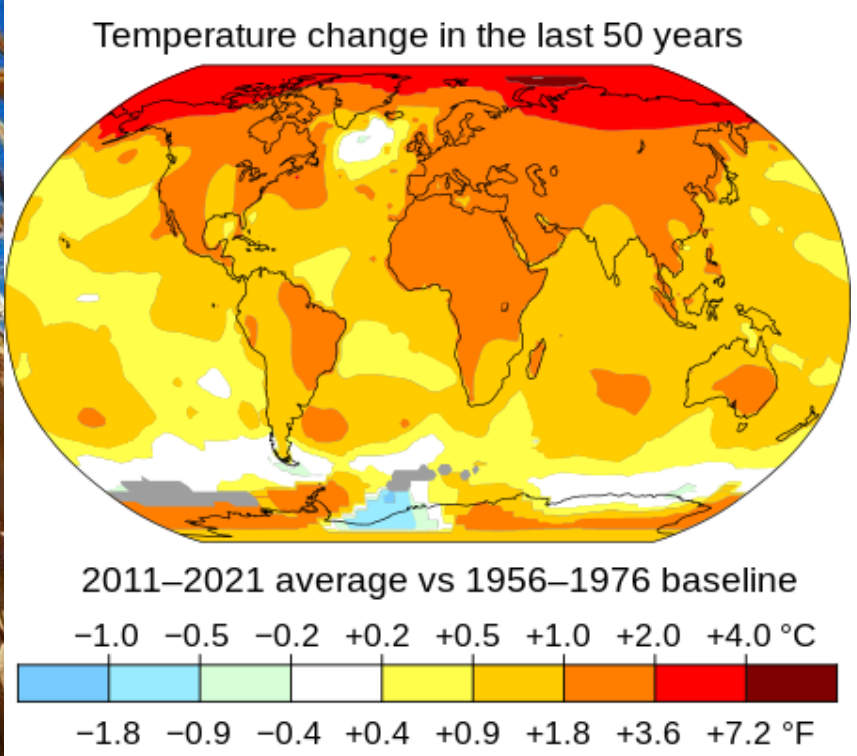 Temperature change in the last 50 years
2011–2021 average vs 1956–1976 baseline
−1.0 −0.5 −0.2 +0.2 +0.5 +1.0 +2.0 +4.0 °C
−1.8 −0.9 −0.4 +0.4 +0.9 +1.8 +3.6 +7.2 °F